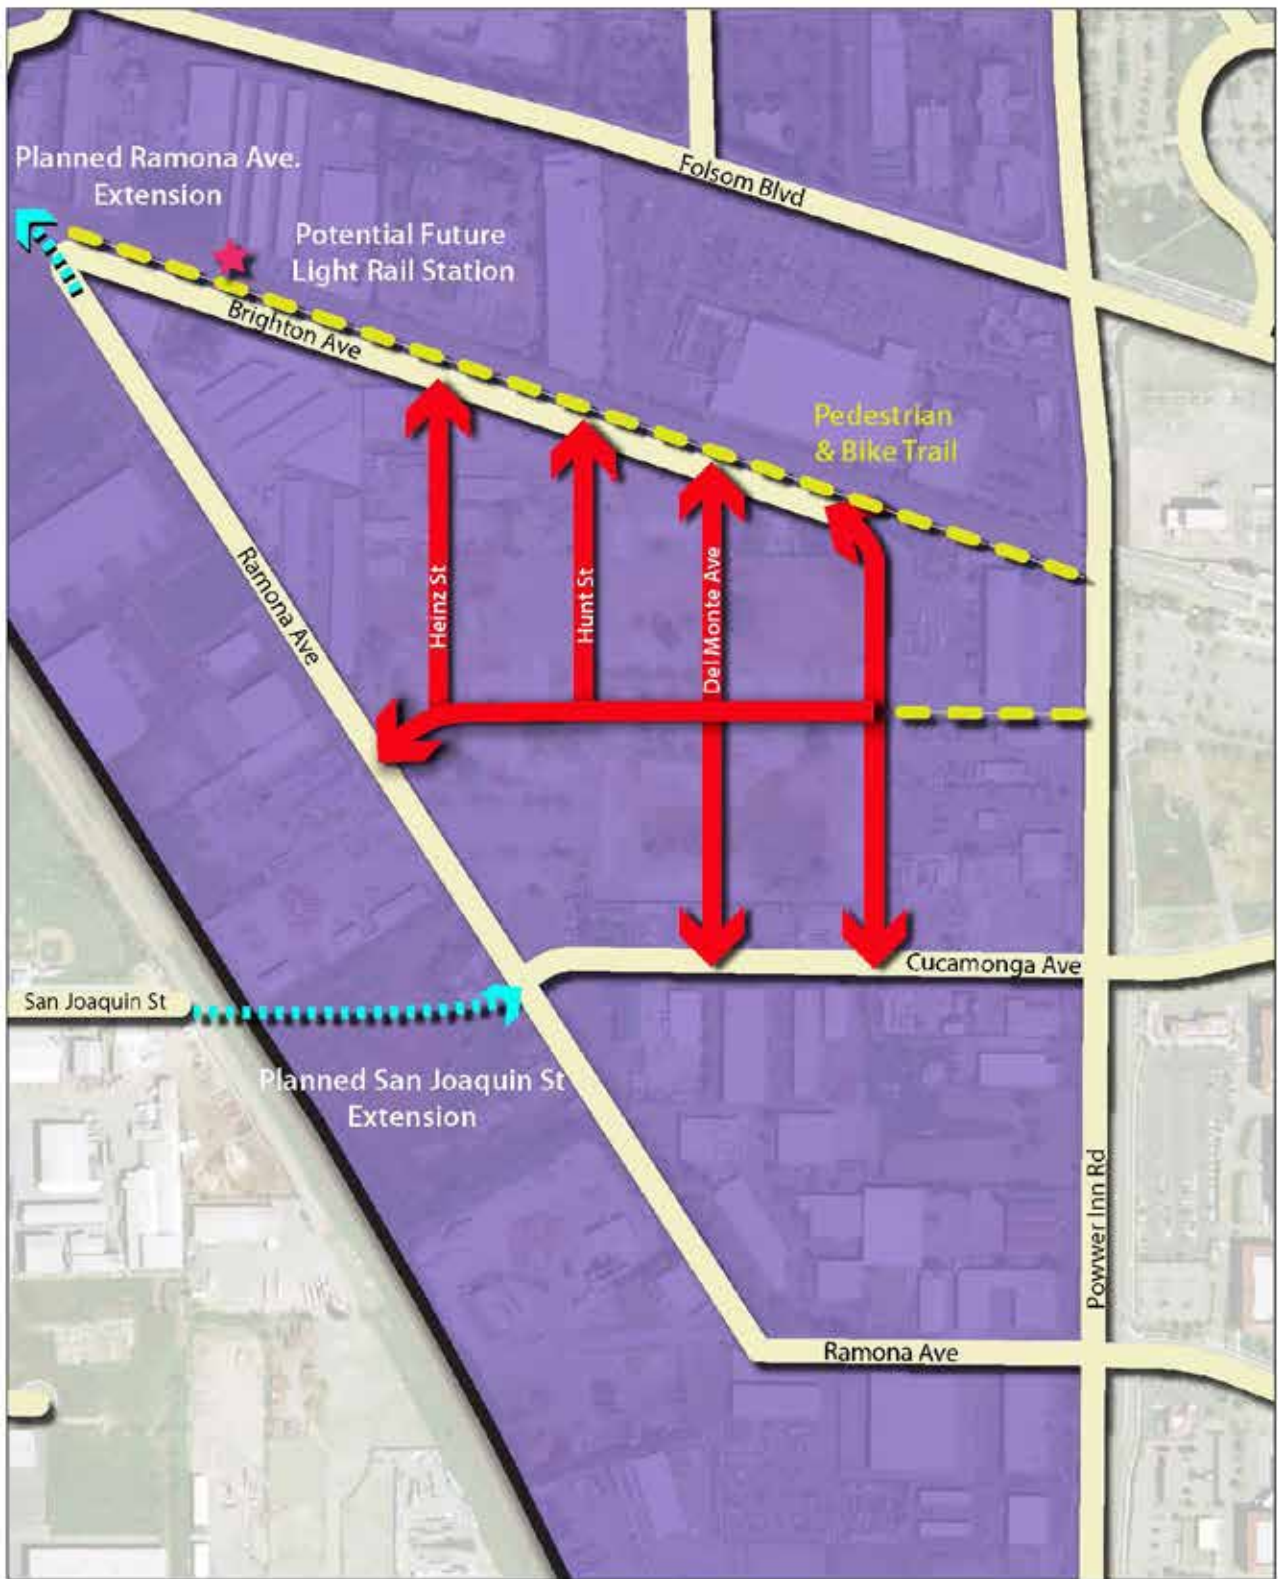 Folsom Blvd
Planned Ramona Ave.
Extension
Potential Future
Light Rail Station
Brighton Ave
Pedestrian
& Bike Trail
Ramona Ave
Heinz St
Hunt St
Del Monte Ave
Cucamonga Ave
San Joaquin St
Planned San Joaquin St
Extension
Powwer Inn Rd
Ramona Ave